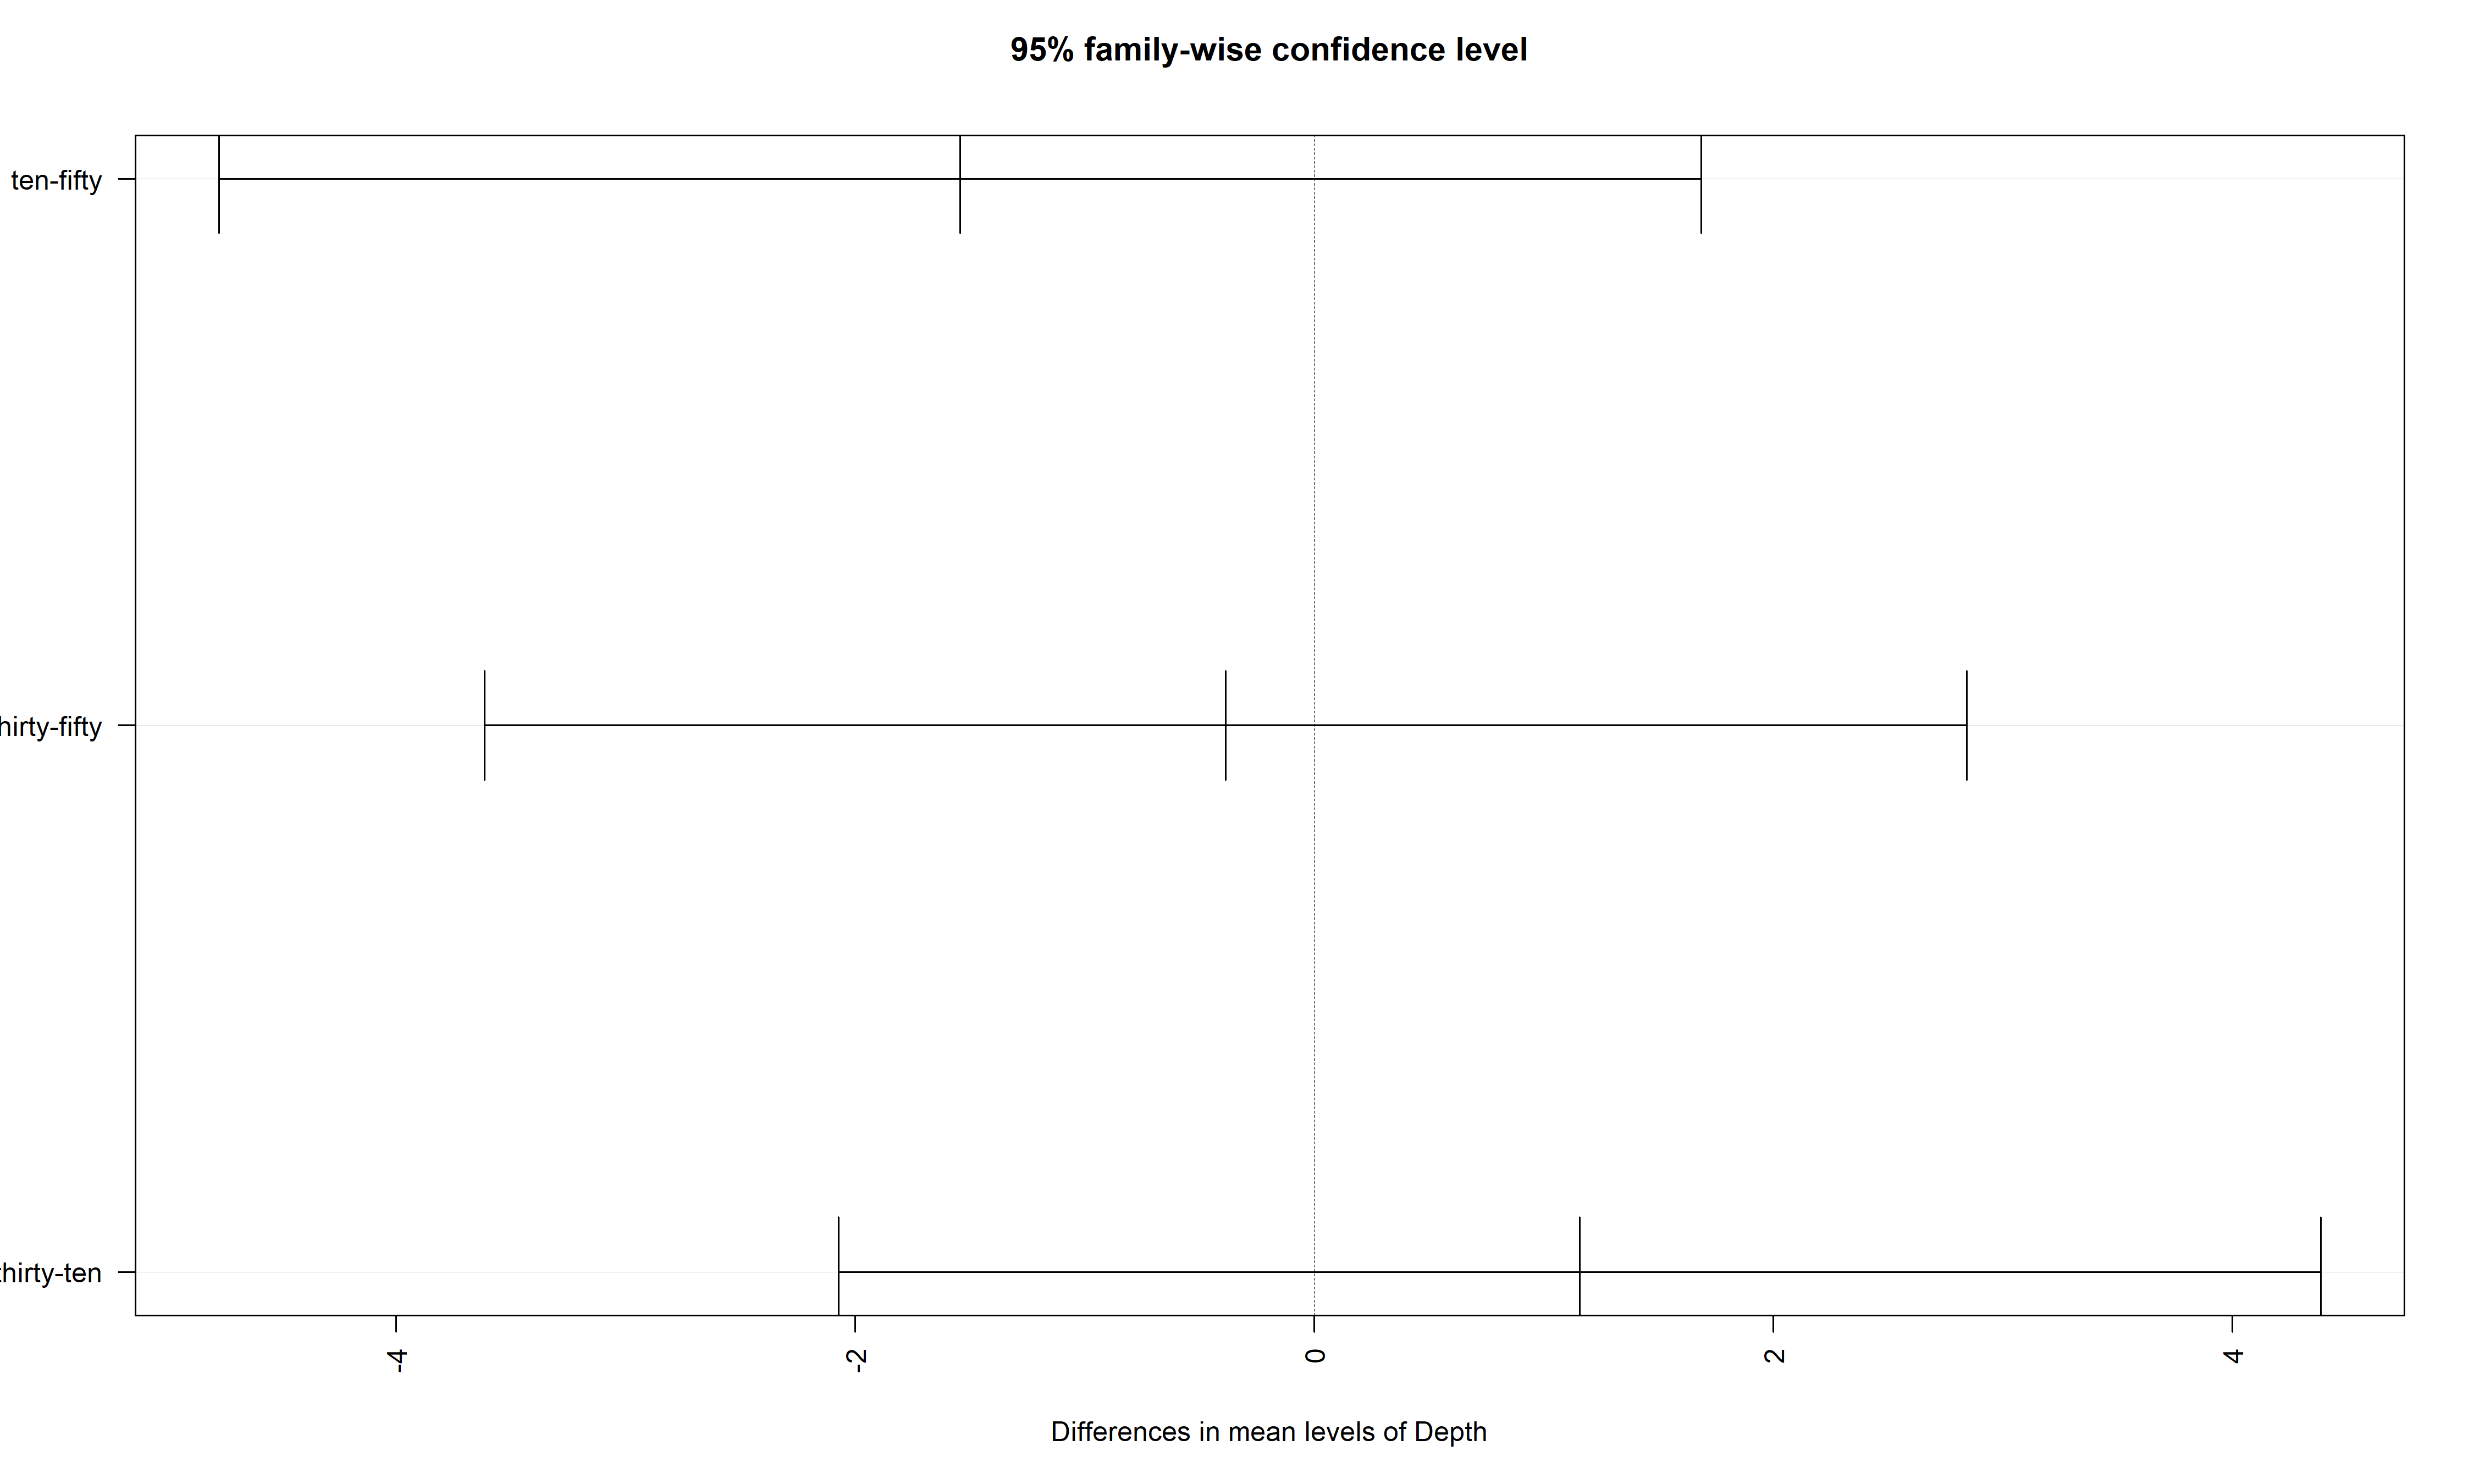 95% family-wise confidence level
ten-fifty
hirty-fifty
thirty-ten
-4
-2
0
2
4
Differences in mean levels of Depth